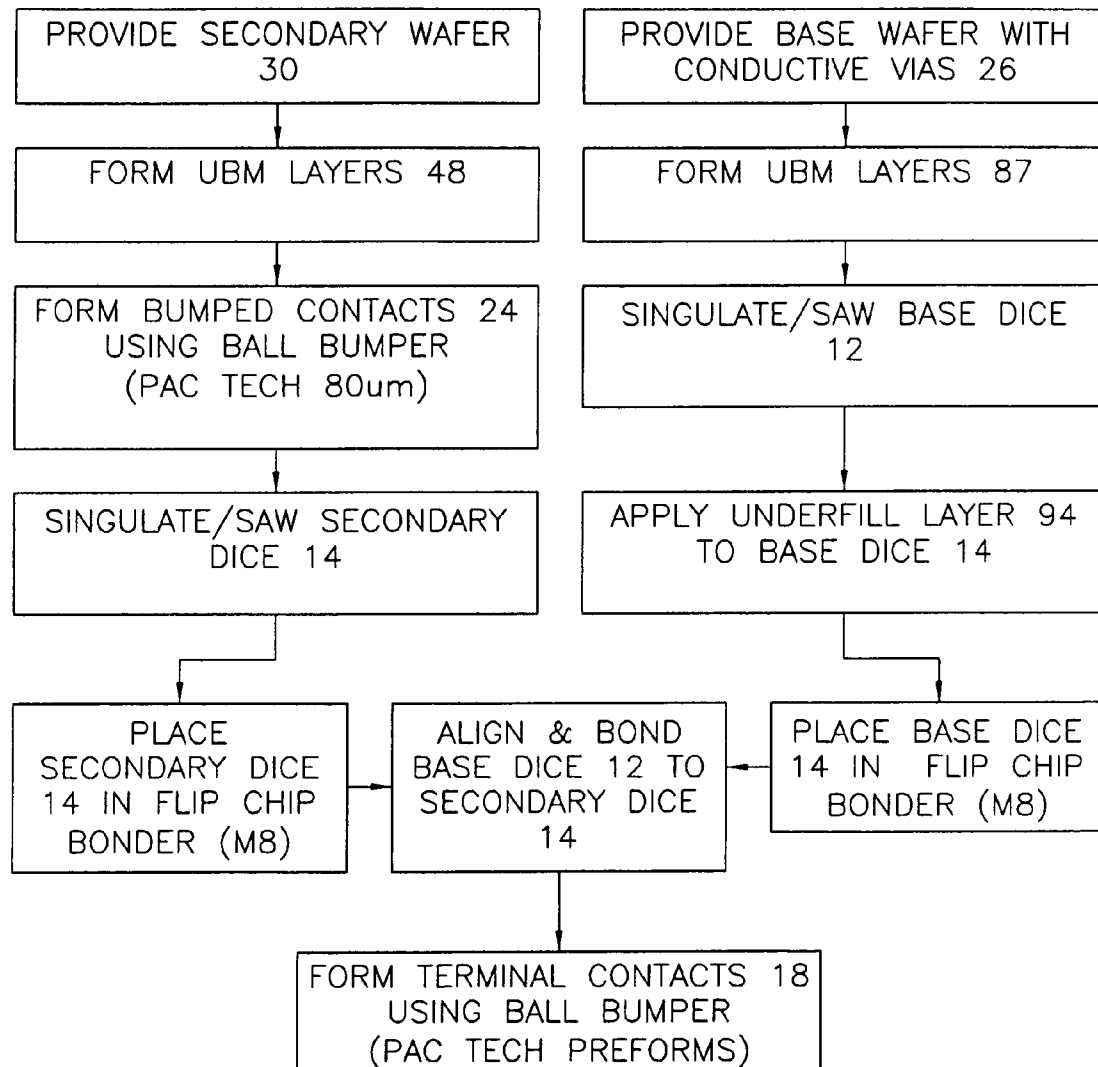 PROVIDE SECONDARY WAFER
30
PROVIDE BASE WAFER WITH
CONDUCTIVE VIAS 26
FORM UBM LAYERS 48
FORM UBM LAYERS 87
FORM BUMPED CONTACTS 24
USING BALL BUMPER
(PAC TECH 80um)
SINGULATE/SAW BASE DICE
12
SINGULATE/SAW SECONDARY
DICE 14
APPLY UNDERFILL LAYER 94
TO BASE DICE 14
PLACE
SECONDARY DICE
14 IN FLIP CHIP
BONDER (M8)
ALIGN & BOND
BASE DICE 12 TO
SECONDARY DICE
14
PLACE BASE DICE
14 IN FLIP CHIP
BONDER (M8)
FORM TERMINAL CONTACTS 18
USING BALL BUMPER
(PAC TECH PREFORMS)